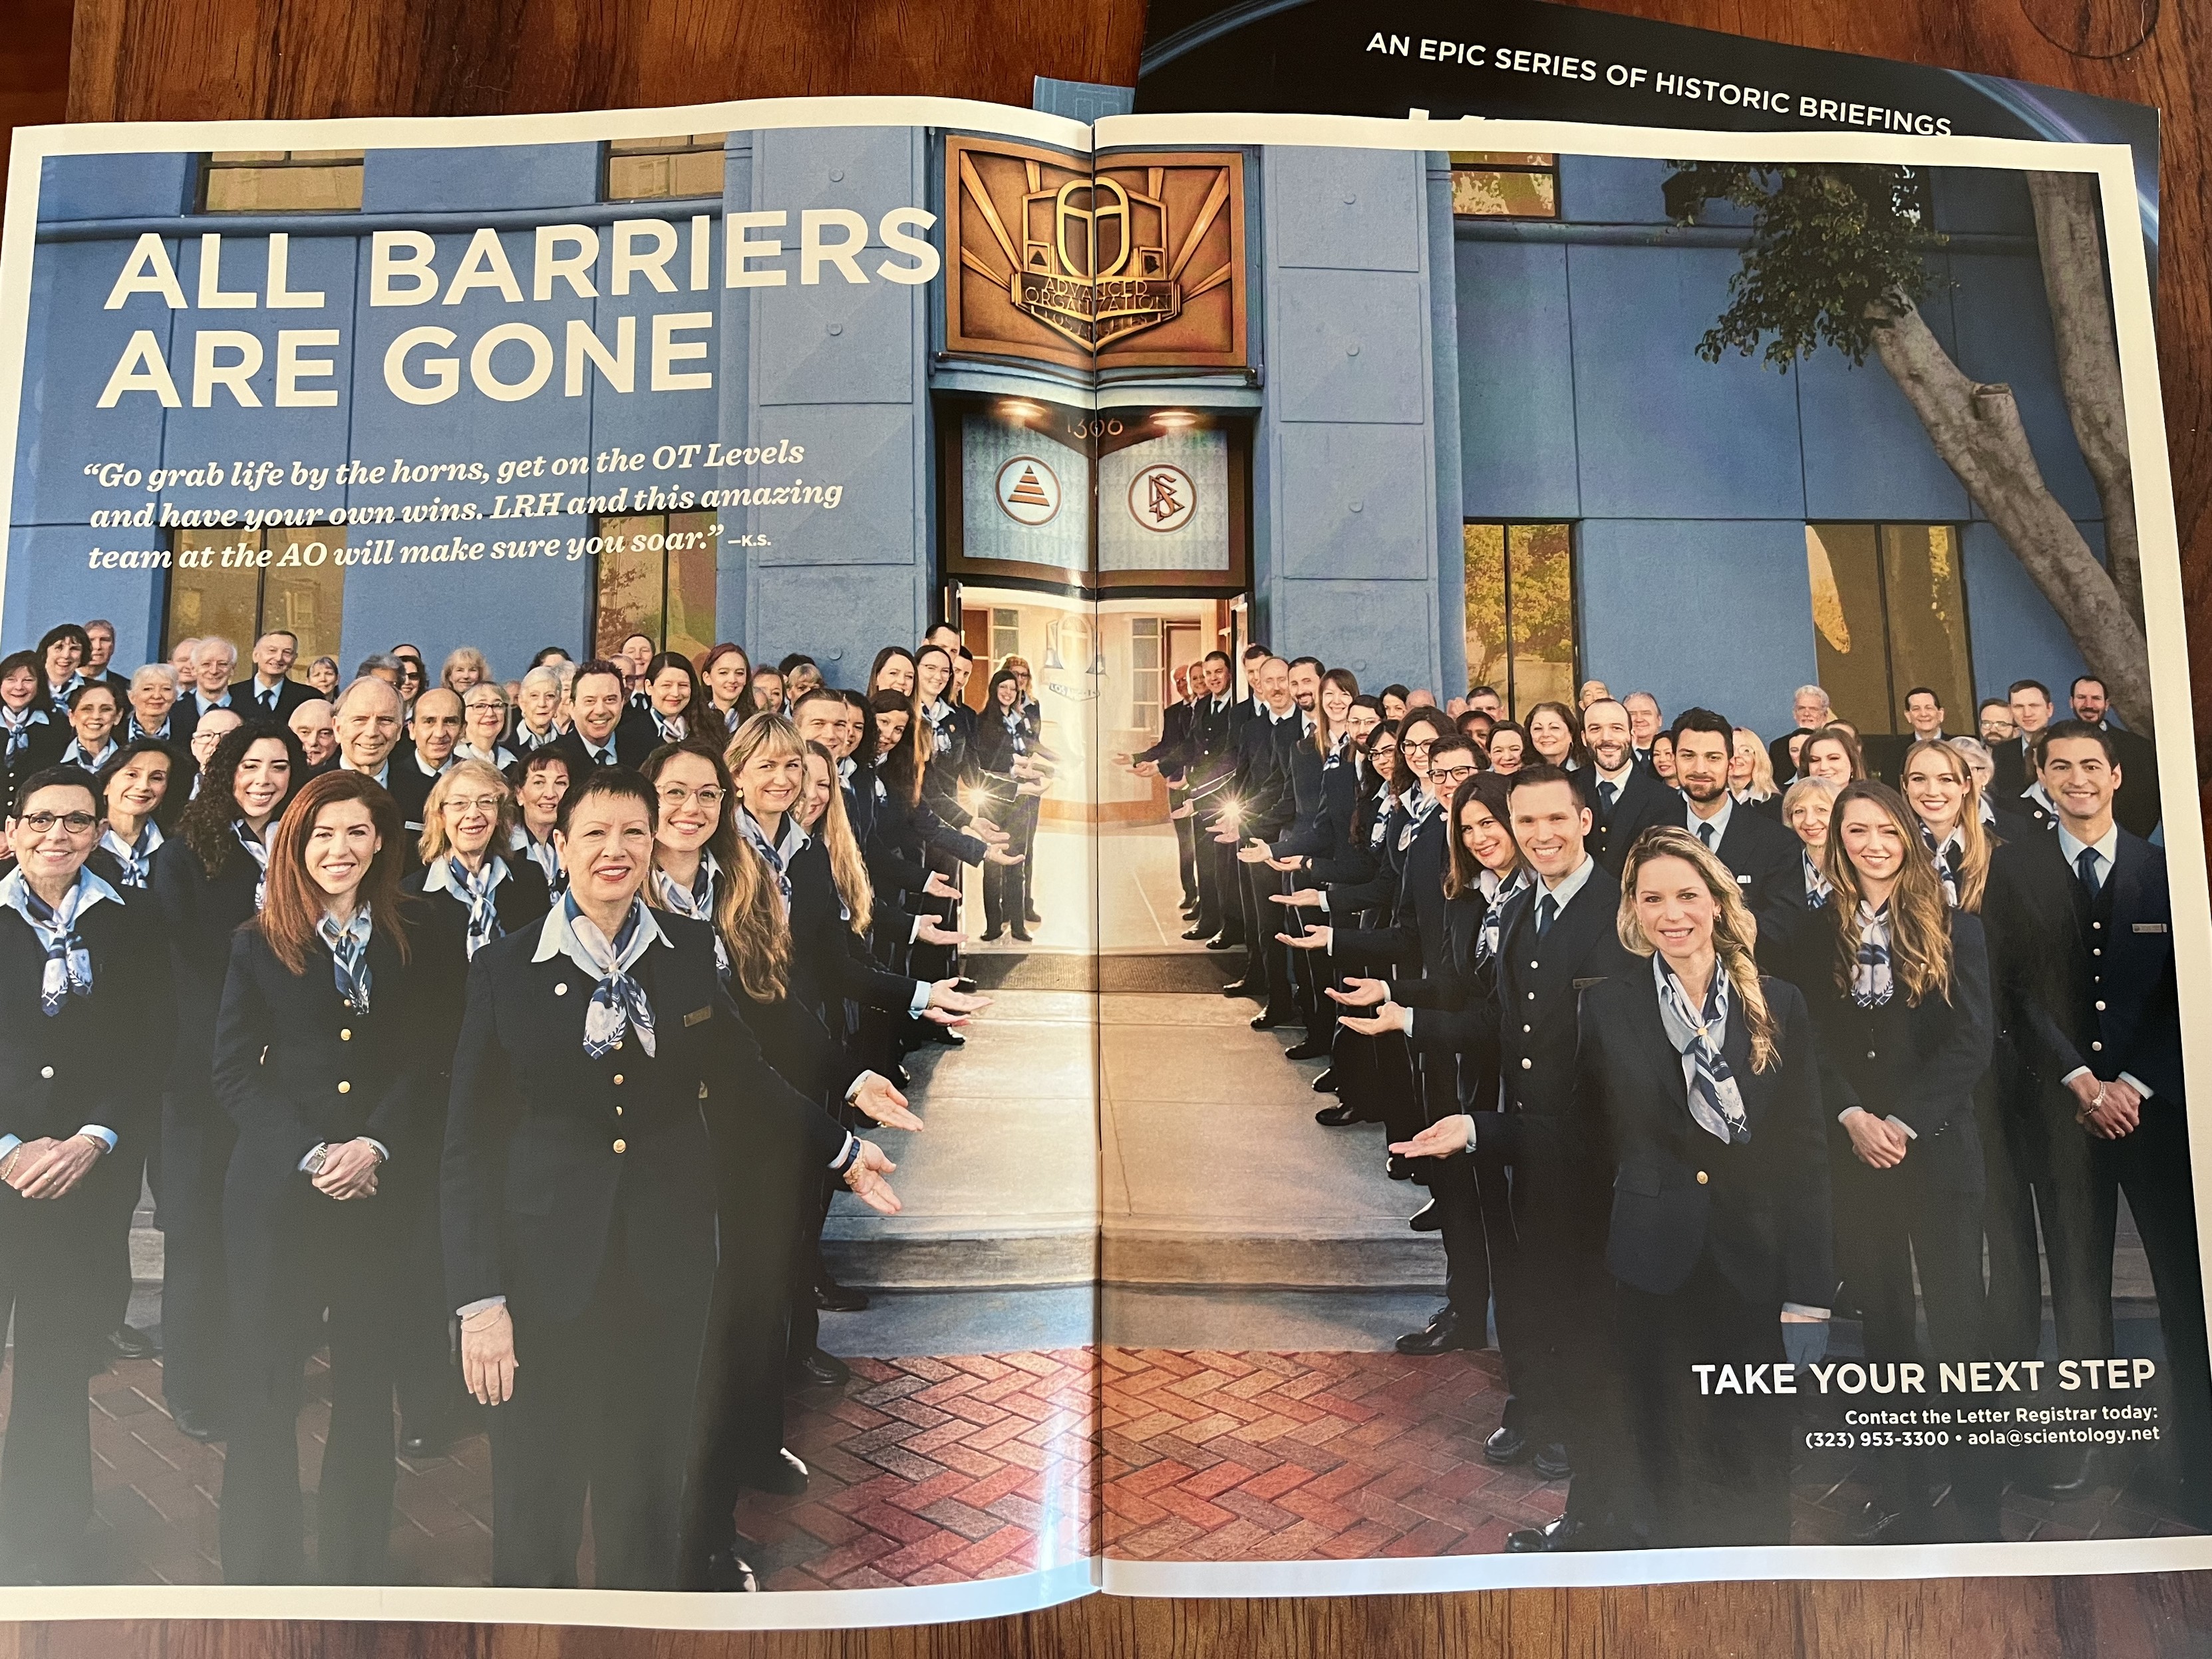 AN EPIC SERIES OF HISTORIC BRIEFINGS
ALL BARRIERS
ARE GONE
“Go grab life by the horns, get on the OT Levels
and have your own wins. LRH and this amazing
team at the AO will make sure you soar.” –K.S.
ADVANCED
ORGANIZATION
LOS ANGELES
1306
TAKE YOUR NEXT STEP
Contact the Letter Registrar today:
(323) 953-3300 • aola@scientology.net